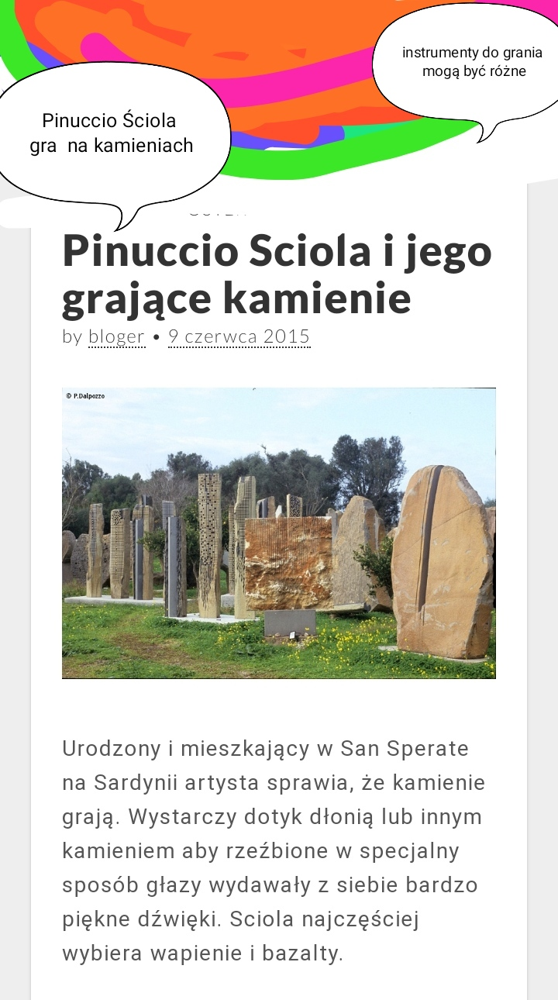 instrumenty do grania
mogą być różne
Pinuccio Ściola
gra  na kamieniach
Pinuccio Sciola i jego
grające kamienie
by bloger • 9 czerwca 2015
© P.Dalpozzo
Urodzony i mieszkający w San Sperate
na Sardynii artysta sprawia, że kamienie
grają. Wystarczy dotyk dłonią lub innym
kamieniem aby rzeźbione w specjalny
sposób głazy wydawały z siebie bardzo
piękne dźwięki. Sciola najczęściej
wybiera wapienie i bazalty.